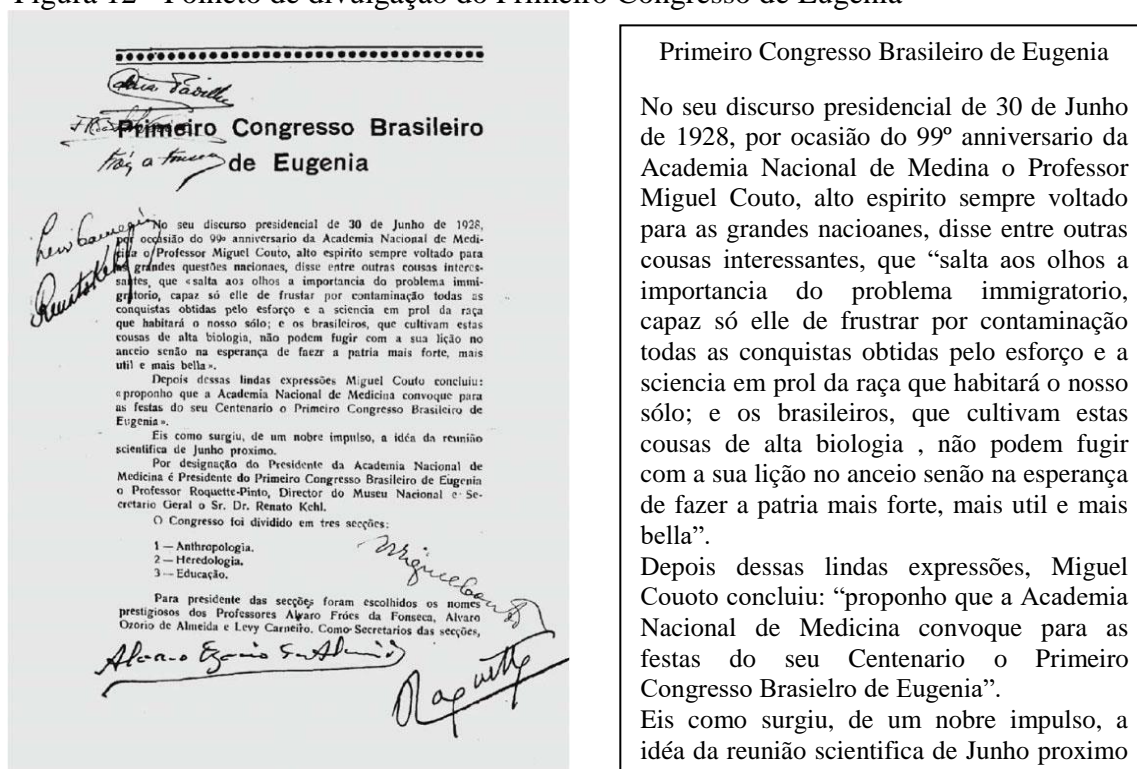 Figura 12 - Folheto de divulgação do Primeiro Congresso de Eugenia
Primeiro Congresso Brasileiro
de Eugenia
No seu discurso presidencial de 30 de Junho de 1928,
por occasião do 99º anniversario da Academia Nacional de Medi-
cina o Professor Miguel Couto, alto espirito sempre voltado para
as grandes questões nacionaes, disse entre outras cousas interes-
santes, que «salta aos olhos a importancia do problema immi-
gratorio, capaz só elle de frustar por contaminação todas as
conquistas obtidas pelo esforço e a sciencia em prol da raça
que habitará o nosso sólo; e os brasileiros, que cultivam estas
cousas de alta biologia, não podem fugir com a sua lição no
anceio senão na esperança de faezr a patria mais forte, mais
util e mais bella».
Depois dessas lindas expressões Miguel Couto concluiu:
«proponho que a Academia Nacional de Medicina convoque para
as festas do seu Centenario o Primeiro Congresso Brasileiro de
Eugenia».
Eis como surgiu, de um nobre impulso, a idéa da reunião
scientifica de Junho proximo.
Por designação do Presidente da Academia Nacional de
Medicina é Presidente do Primeiro Congresso Brasileiro de Eugenia
o Professor Roquette-Pinto, Director do Museu Nacional e Se-
cretario Geral o Sr. Dr. Renato Kehl.
O Congresso foi dividido em tres secções:
1 — Anthropologia.
2 — Heredologia.
3 — Educação.
Miguel Couto
Para presidente das secções foram escolhidos os nomes
prestigiosos dos Professores Alvaro Fróes da Fonseca, Alvaro
Ozorio de Almeida e Levy Carneiro. Como Secretarios das secções,
Roquette
Primeiro Congresso Brasileiro de Eugenia
No seu discurso presidencial de 30 de Junho
de 1928, por ocasião do 99º anniversario da
Academia Nacional de Medina o Professor
Miguel Couto, alto espirito sempre voltado
para as grandes nacioanes, disse entre outras
cousas interessantes, que “salta aos olhos a
importancia do problema immigratorio,
capaz só elle de frustrar por contaminação
todas as conquistas obtidas pelo esforço e a
sciencia em prol da raça que habitará o nosso
sólo; e os brasileiros, que cultivam estas
cousas de alta biologia , não podem fugir
com a sua lição no anceio senão na esperança
de fazer a patria mais forte, mais util e mais
bella”.
Depois dessas lindas expressões, Miguel
Couoto concluiu: “proponho que a Academia
Nacional de Medicina convoque para as
festas do seu Centenario o Primeiro
Congresso Brasielro de Eugenia”.
Eis como surgiu, de um nobre impulso, a
idéa da reunião scientifica de Junho proximo